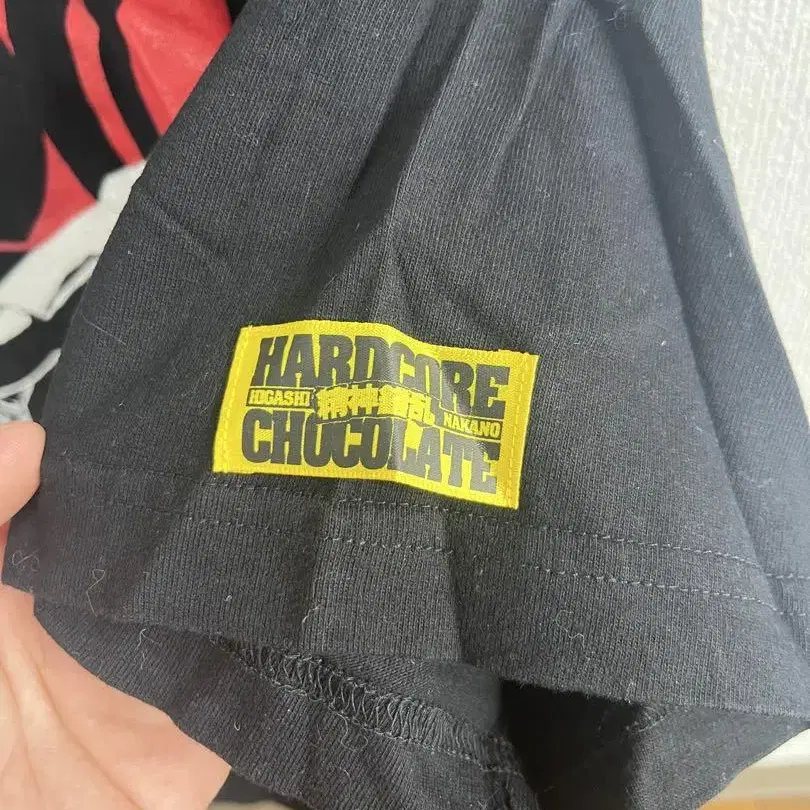 HARDCORE
HIGASHI 精神錯乱 NAKANO
CHOCOLATE